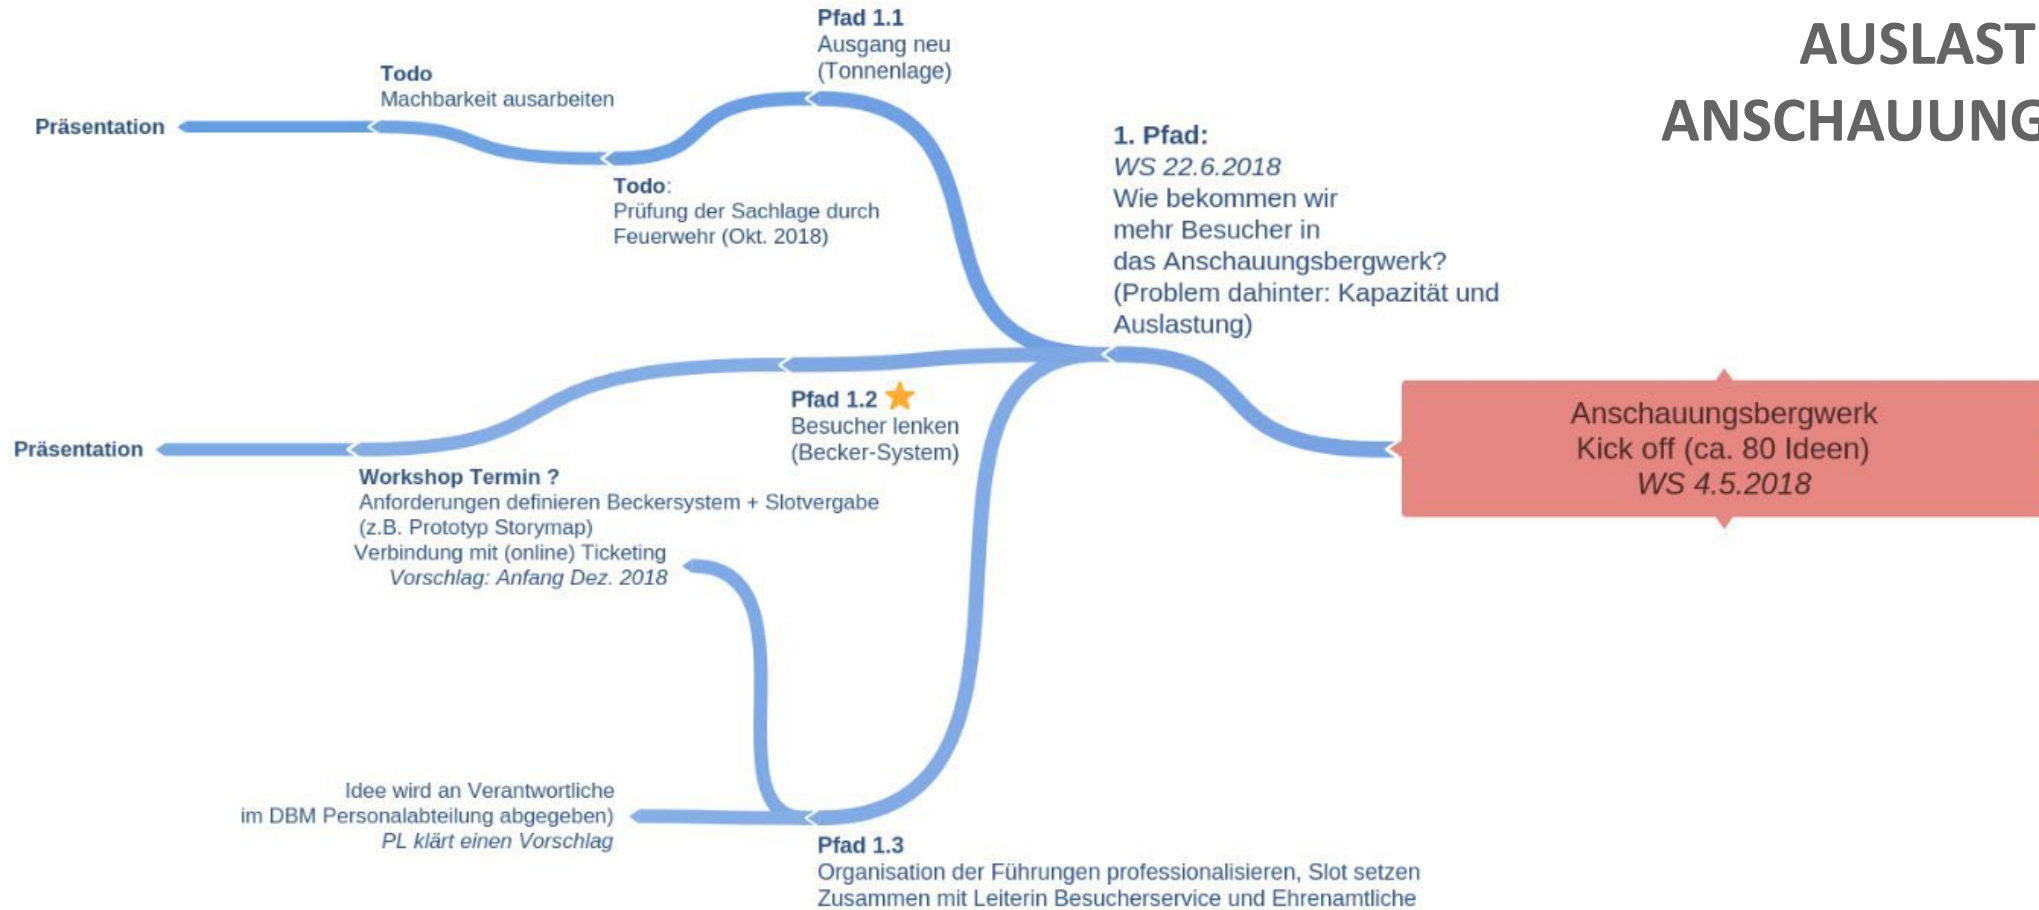 AUSLAST
ANSCHAUUNG
Pfad 1.1
Ausgang neu
(Tonnenlage)
Todo
Machbarkeit ausarbeiten
Präsentation
Todo:
Prüfung der Sachlage durch
Feuerwehr (Okt. 2018)
1. Pfad:
WS 22.6.2018
Wie bekommen wir
mehr Besucher in
das Anschauungsbergwerk?
(Problem dahinter: Kapazität und
Auslastung)
Pfad 1.2
Besucher lenken
(Becker-System)
Präsentation
Workshop Termin ?
Anforderungen definieren Beckersystem + Slotvergabe
(z.B. Prototyp Storymap)
Verbindung mit (online) Ticketing
Vorschlag: Anfang Dez. 2018
Anschauungsbergwerk
Kick off (ca. 80 Ideen)
WS 4.5.2018
Idee wird an Verantwortliche
im DBM Personalabteilung abgegeben)
PL klärt einen Vorschlag
Pfad 1.3
Organisation der Führungen professionalisieren, Slot setzen
Zusammen mit Leiterin Besucherservice und Ehrenamtliche